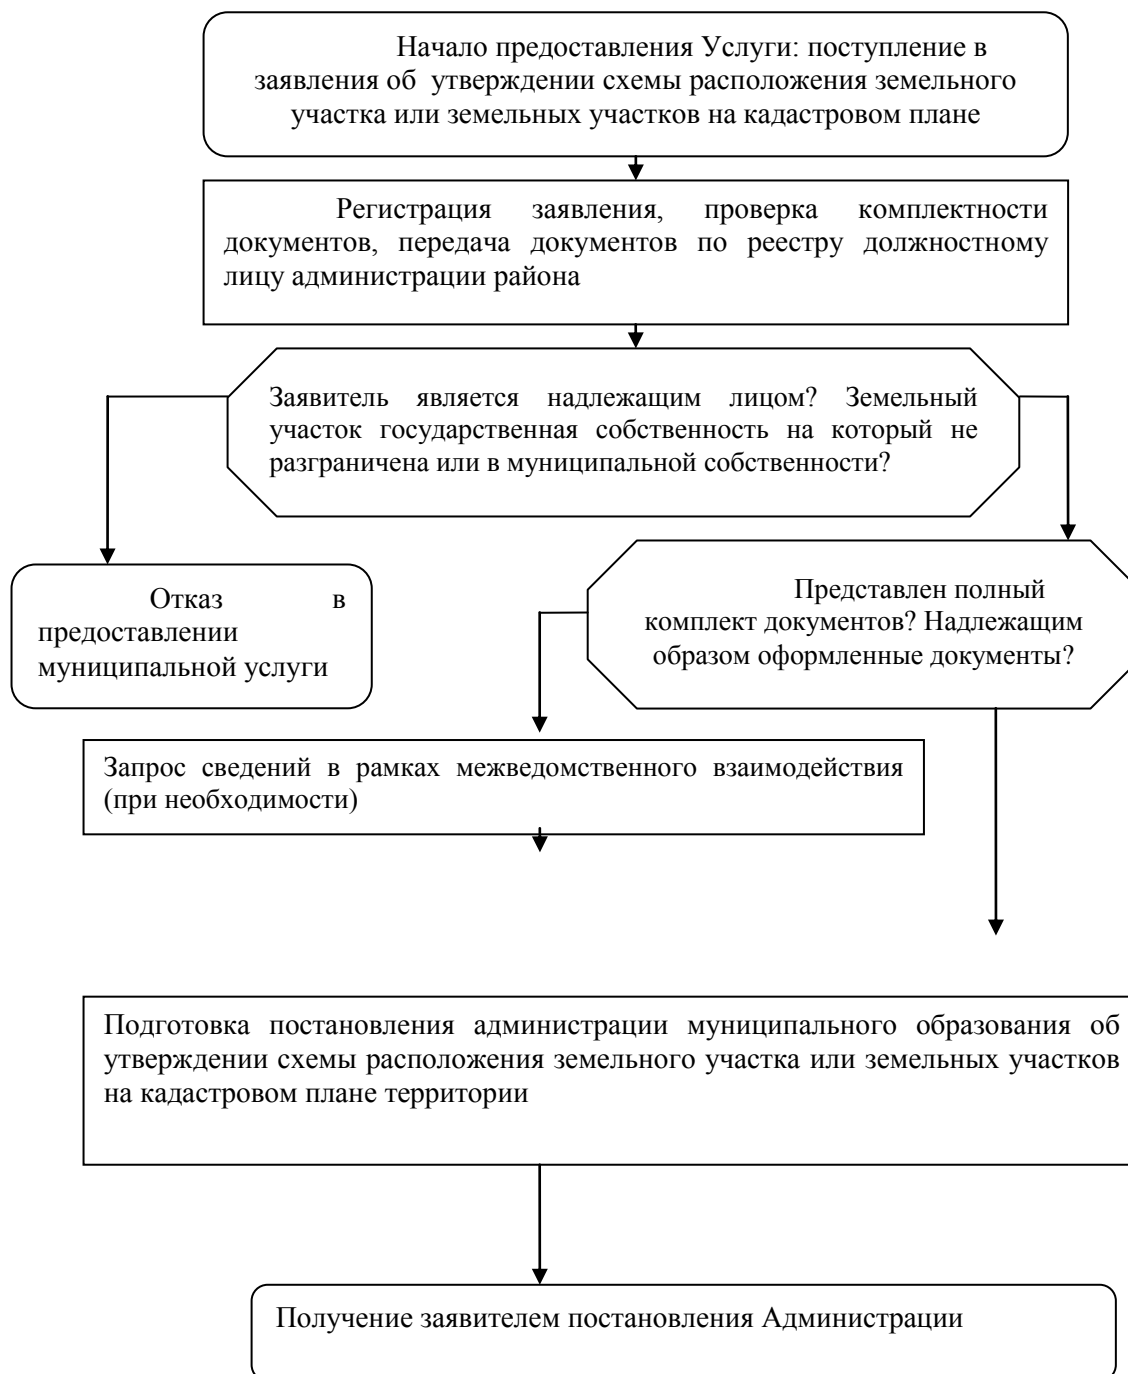 Начало предоставления Услуги: поступление в
заявления об утверждении схемы расположения земельного
участка или земельных участков на кадастровом плане
Регистрация заявления, проверка комплектности
документов, передача документов по реестру должностному
лицу администрации района
Заявитель является надлежащим лицом? Земельный
участок государственная собственность на который не
разграничена или в муниципальной собственности?
Отказ в
предоставлении
муниципальной услуги
Представлен полный
комплект документов? Надлежащим
образом оформленные документы?
Запрос сведений в рамках межведомственного взаимодействия
(при необходимости)
Подготовка постановления администрации муниципального образования об
утверждении схемы расположения земельного участка или земельных участков
на кадастровом плане территории
Получение заявителем постановления Администрации